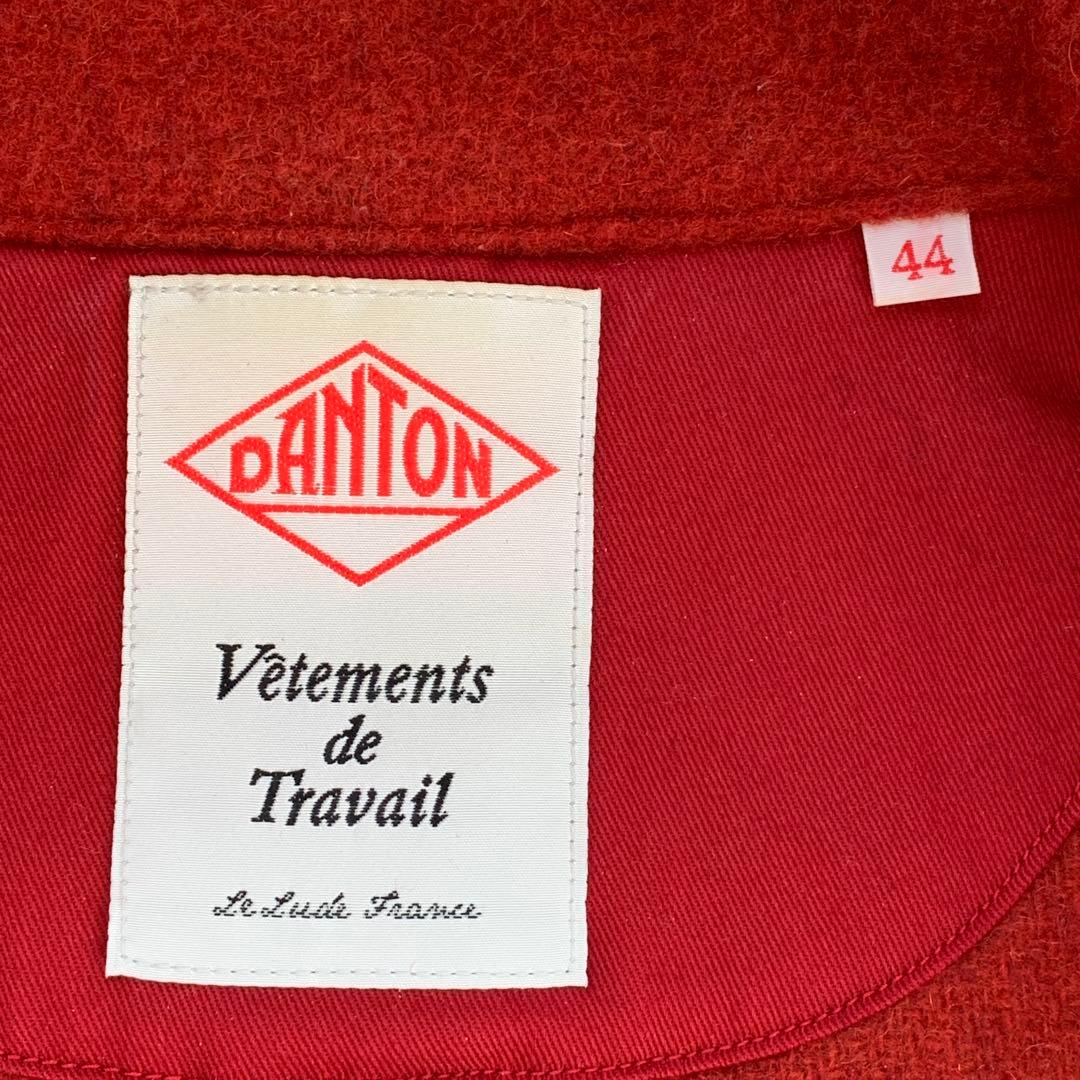 44
DANTON
Vêtements
de
Travail
Le Lude France